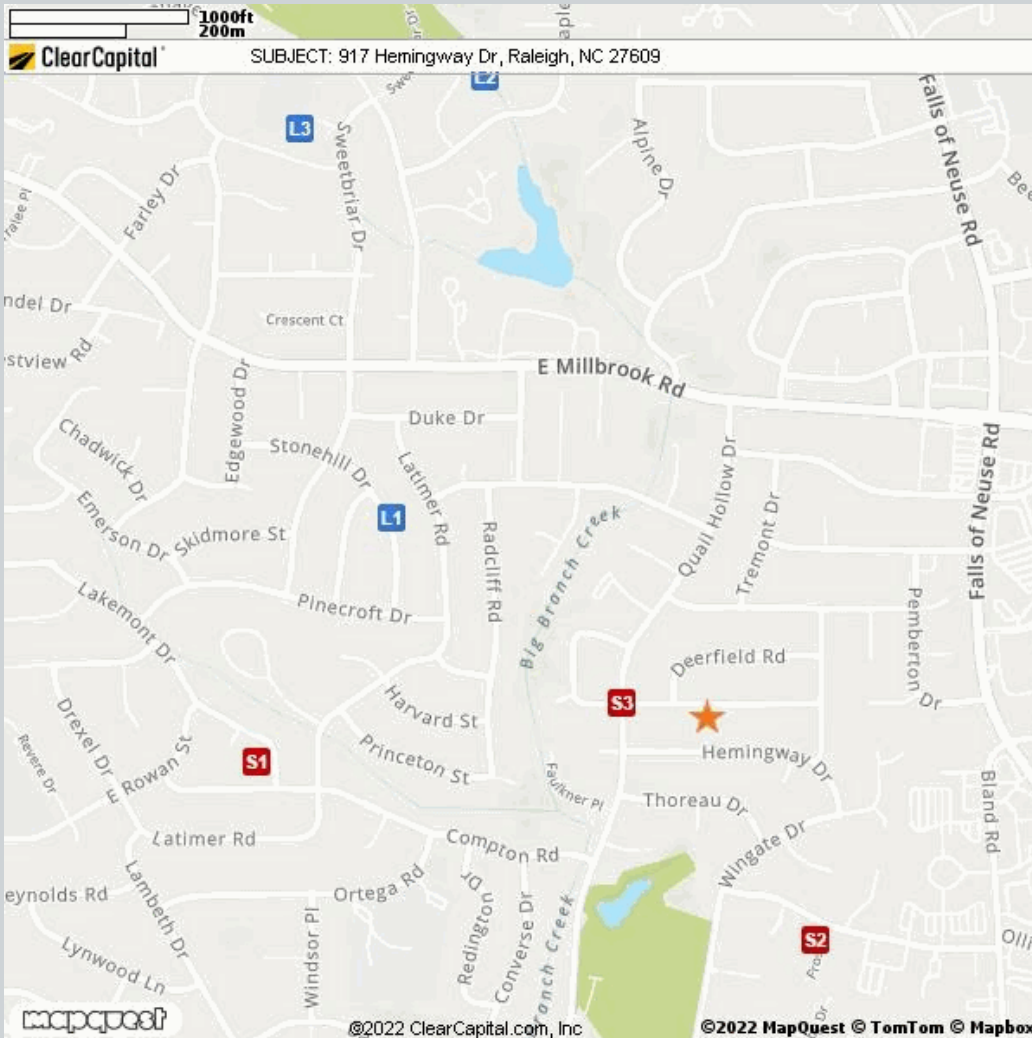 1000ft
200m
ClearCapital
SUBJECT: 917 Hemingway Dr, Raleigh, NC 27609
L2
L3
Sweetbriar Dr
Alpine Dr
Falls of Neuse Rd
Farley Dr
ralee Pl
ndel Dr
Crescent Ct
stview Rd
E Millbrook Rd
Edgewood Dr
Duke Dr
Chadwick Dr
Stonehill Dr
Latimer Rd
Quail Hollow Dr
Falls of Neuse Rd
L1
Emerson Dr
Skidmore St
Radcliff Rd
Big Branch Creek
Tremont Dr
Lakemont Dr
Pinecroft Dr
Pemberton Dr
Deerfield Rd
S3
Harvard St
Drexel Dr
Revere Dr
E Rowan St
S1
Princeton St
Hemingway Dr
Faulkner Pl
Thoreau Dr
Bland Rd
Latimer Rd
Compton Rd
Wingate Dr
Lambeth Dr
eynolds Rd
Ortega Rd
Redington Dr
Converse Dr
ranch Creek
Windsor Pl
S2
Lynwood Ln
mapquest
©2022 ClearCapital.com, Inc
©2022 MapQuest © TomTom © Mapbox